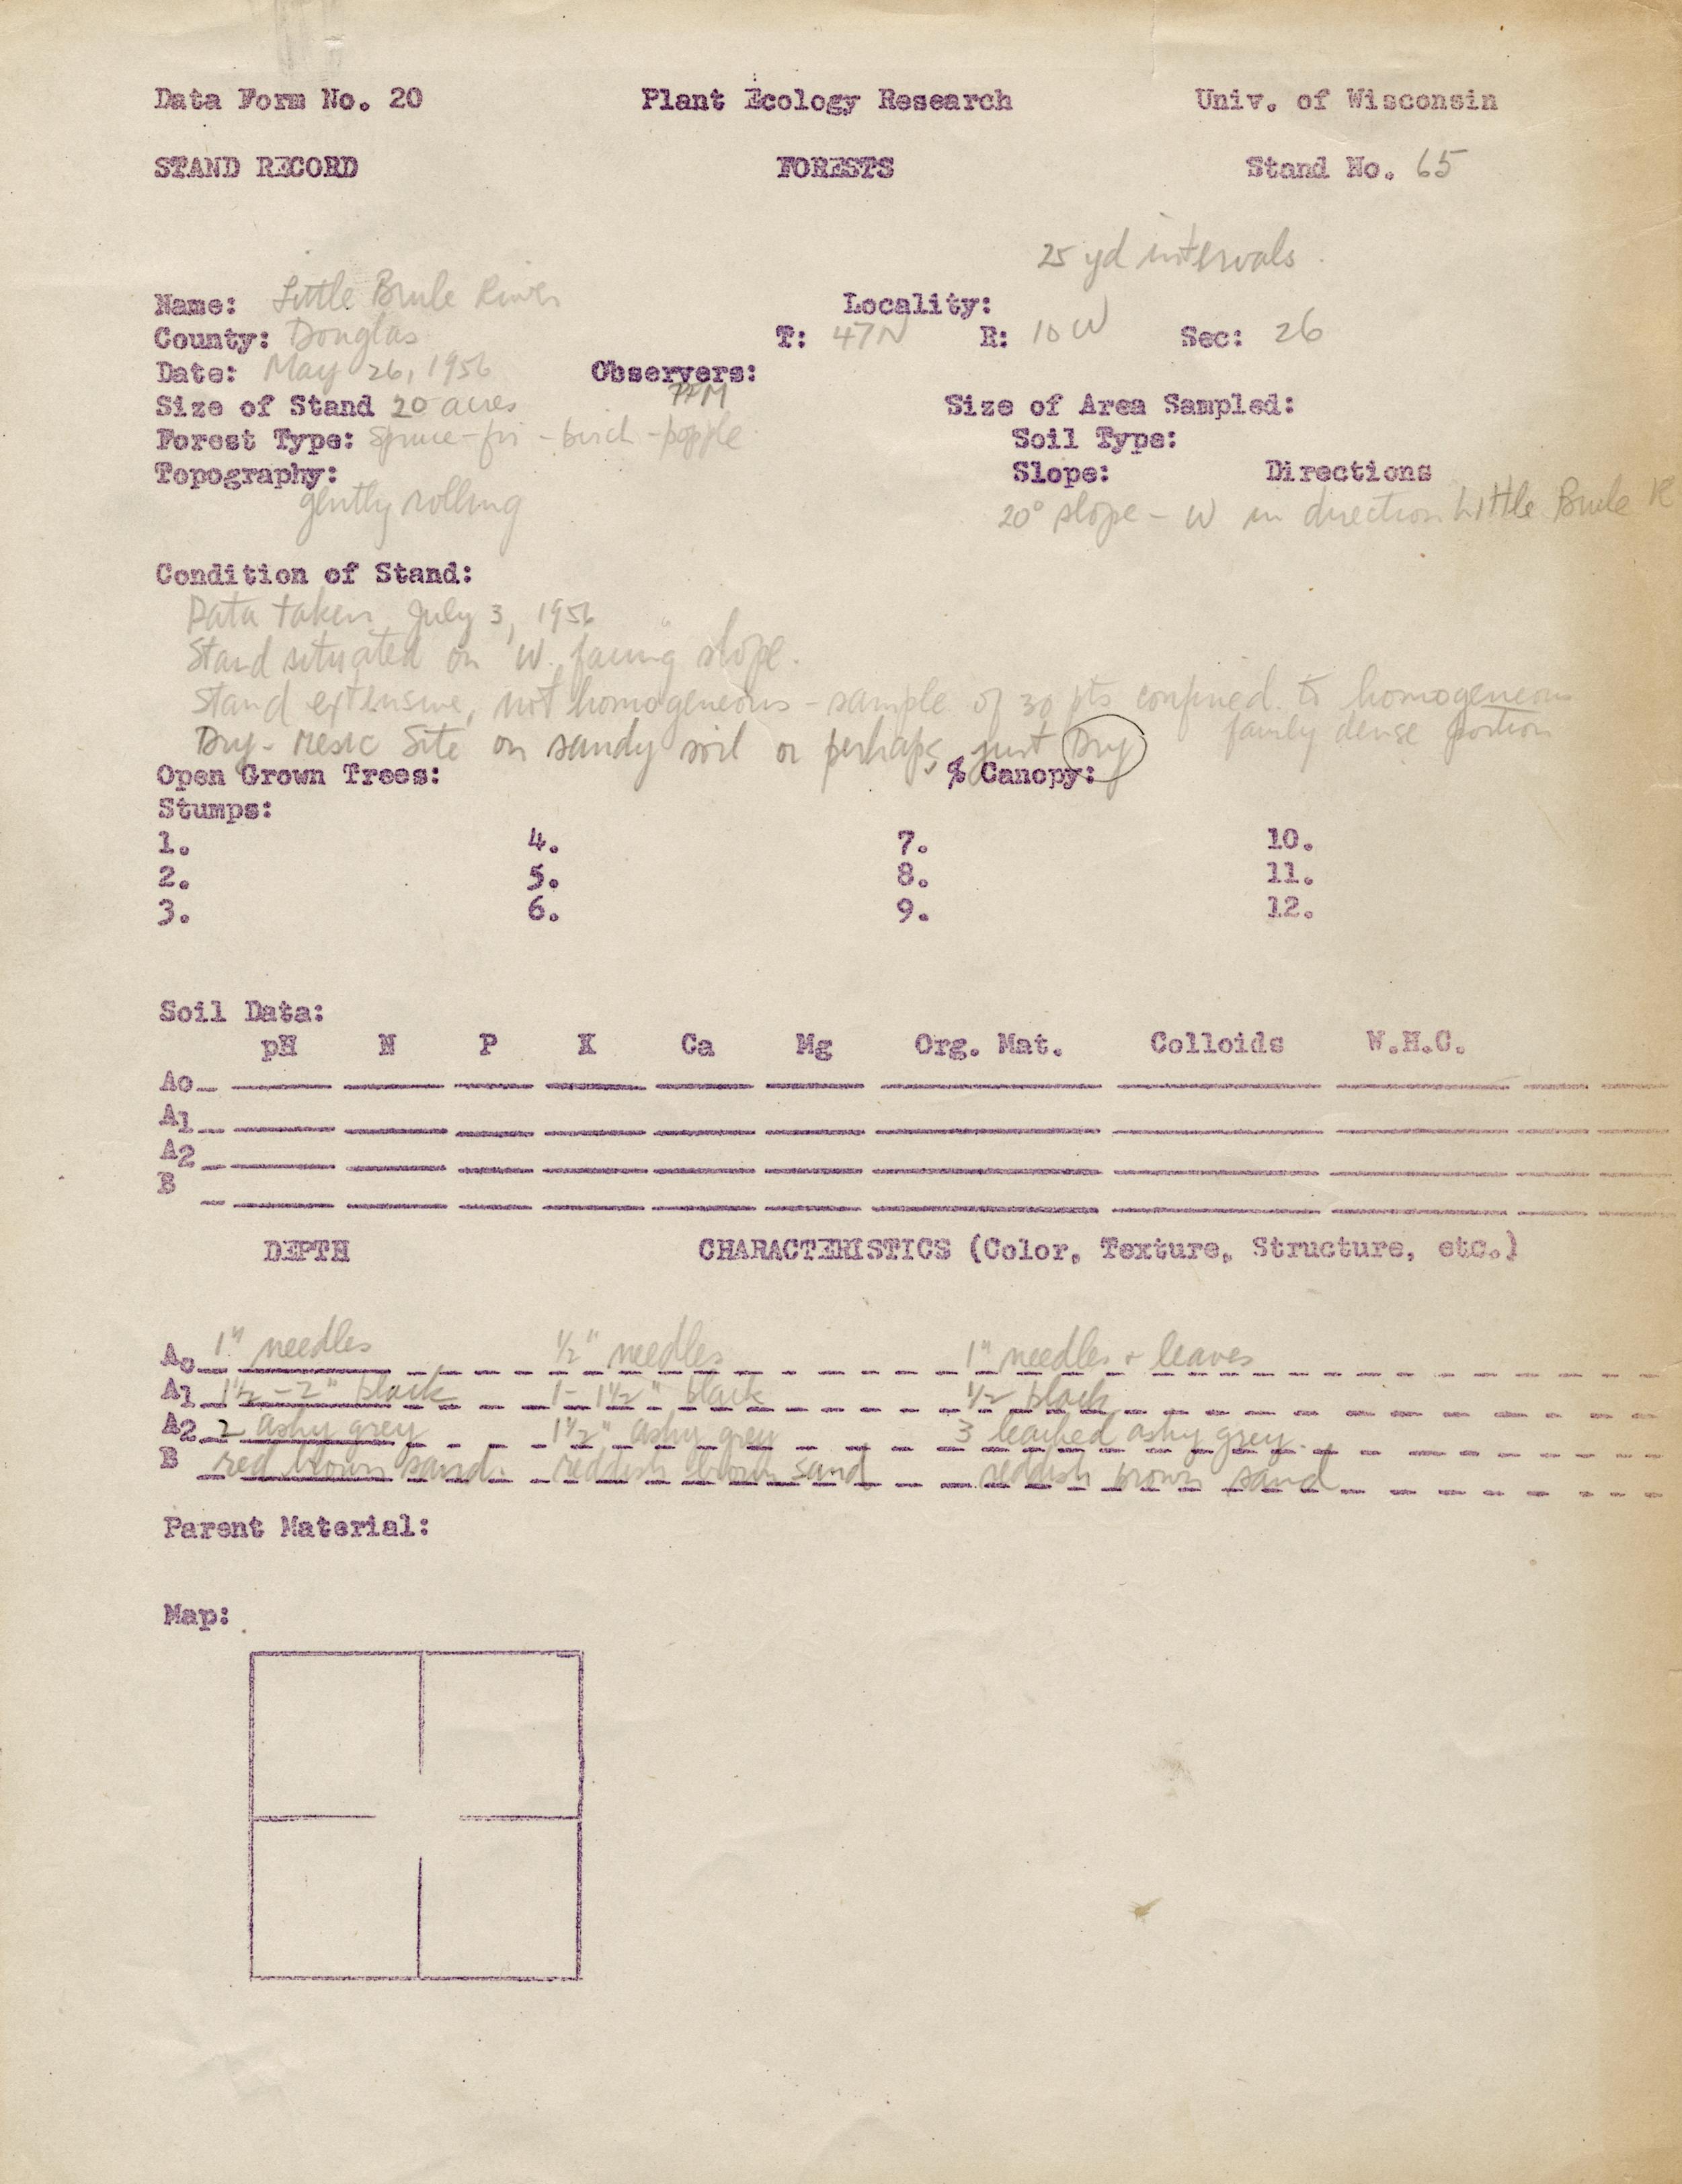 Data Form No. 20 Plant Ecology Research Univ. of Wisconsin
STAND RECORD FORESTS Stand No. 65
25 yd intervals.
Name: Little Brule River Locality:
County: Douglas T: 47N R: 10W Sec: 26
Date: May 26, 1956 Observers:
PFM
Size of Stand 20 acres Size of Area Sampled:
Forest Type: Spruce-fir-birch-popple Soil Type:
Topography: Slope: Directions
gently rolling 20° slope - W in direction Little Brule R
Condition of Stand:
Data taken July 3, 1956
Stand situated on W. facing slope.
Stand extensive, not homogeneous - sample of 30 pts confined to homogeneous
fairly dense portion
Dry-Mesic Site on sandy soil or perhaps just Dry
Open Grown Trees: % Canopy:
Stumps:
1. 4. 7. 10.
2. 5. 8. 11.
3. 6. 9. 12.
Soil Data:
pH N P K Ca Mg Org. Mat. Colloids W.H.C.
Ao
A1
A2
B
DEPTH CHARACTERISTICS (Color, Texture, Structure, etc.)
Ao 1" needles 1/2" needles 1" needles + leaves
A1 1 1/2 - 2" black 1 - 1 1/2" black 1/2 black
A2 2 ashy grey 1 1/2" ashy grey 3 leached ashy grey
B red brown sand. reddish brown sand reddish brown sand
Parent Material:
Map: